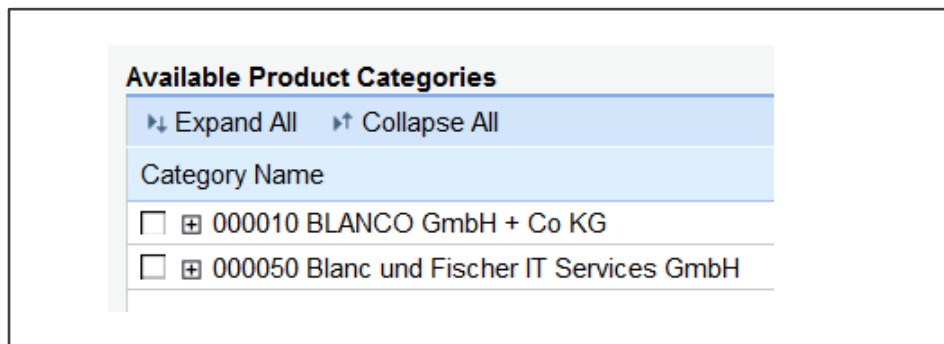 Available Product Categories
Expand All Collapse All
Category Name
000010 BLANCO GmbH + Co KG
000050 Blanc und Fischer IT Services GmbH